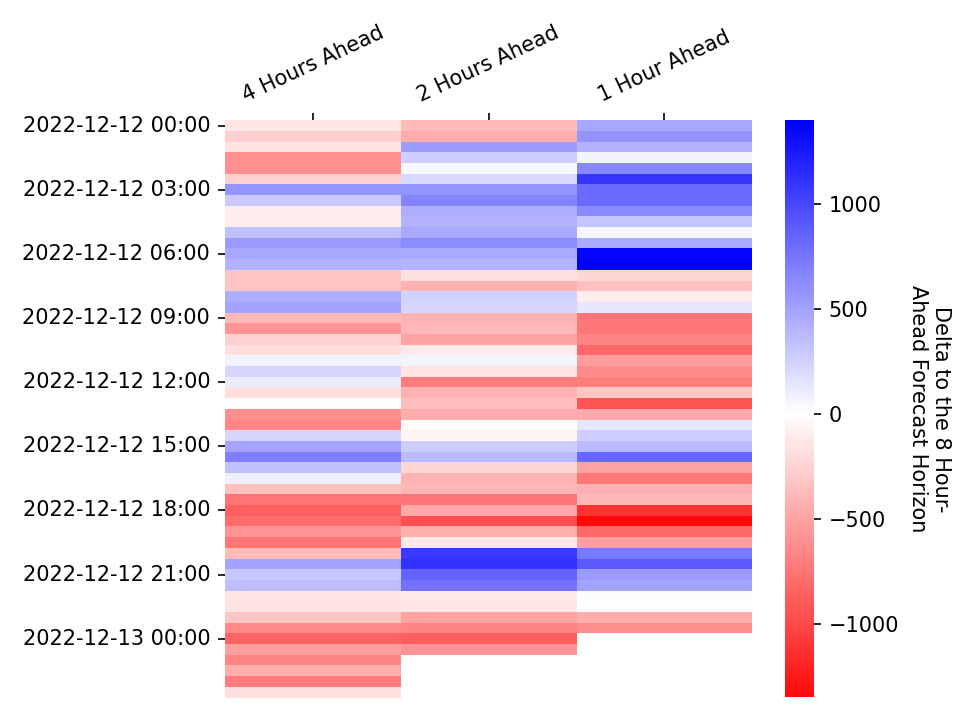 4 Hours Ahead
2 Hours Ahead
1 Hour Ahead
2022-12-12 00:00
2022-12-12 03:00
2022-12-12 06:00
2022-12-12 09:00
2022-12-12 12:00
2022-12-12 15:00
2022-12-12 18:00
2022-12-12 21:00
2022-12-13 00:00
1000
500
0
−500
−1000
Delta to the 8 Hour-
Ahead Forecast Horizon